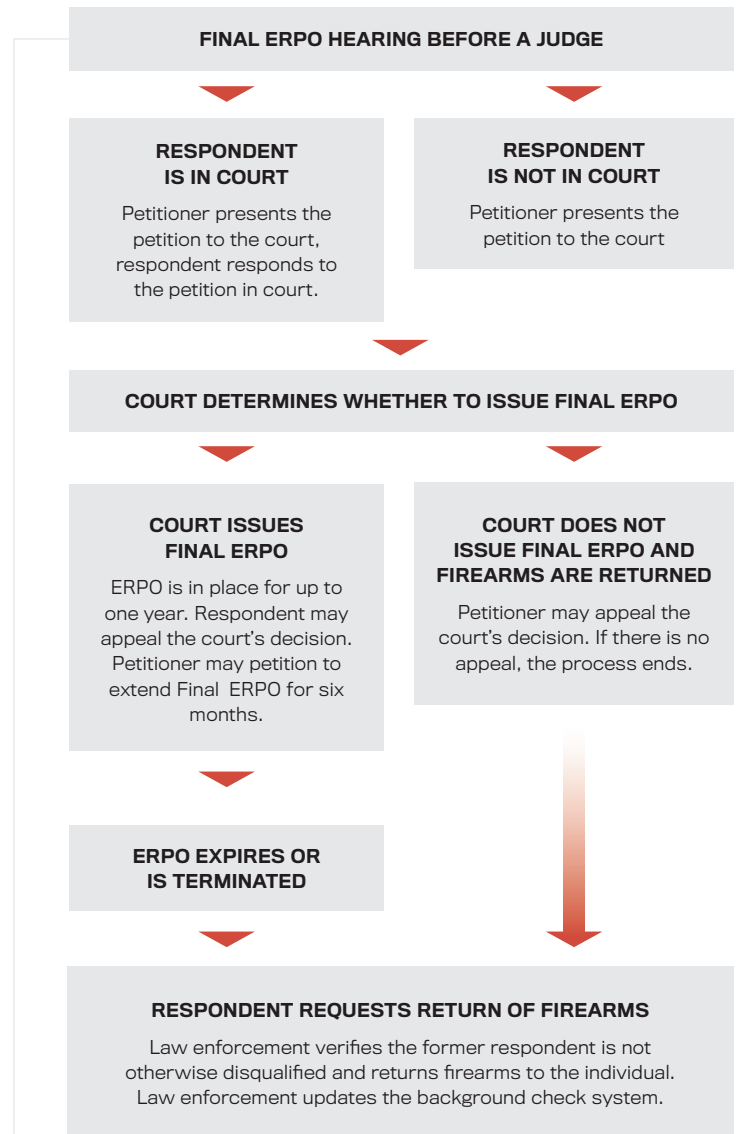 FINAL ERPO HEARING BEFORE A JUDGE
RESPONDENT
IS IN COURT
Petitioner presents the
petition to the court,
respondent responds to
the petition in court.
RESPONDENT
IS NOT IN COURT
Petitioner presents the
petition to the court
COURT DETERMINES WHETHER TO ISSUE FINAL ERPO
COURT ISSUES
FINAL ERPO
ERPO is in place for up to
one year. Respondent may
appeal the court's decision.
Petitioner may petition to
extend Final ERPO for six
months.
COURT DOES NOT
ISSUE FINAL ERPO AND
FIREARMS ARE RETURNED
Petitioner may appeal the
court's decision. If there is no
appeal, the process ends.
ERPO EXPIRES OR
IS TERMINATED
RESPONDENT REQUESTS RETURN OF FIREARMS
Law enforcement verifies the former respondent is not
otherwise disqualified and returns firearms to the individual.
Law enforcement updates the background check system.